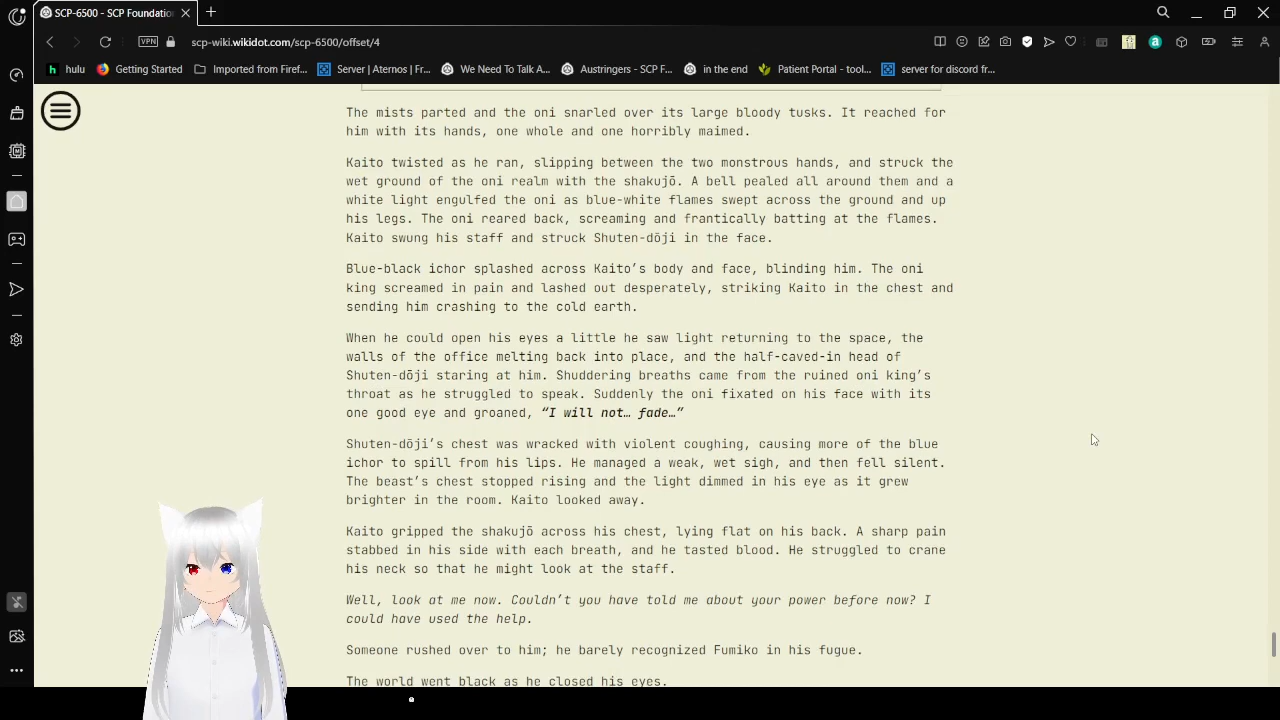 SCP-6500 - SCP Foundatio
VPN
scp-wiki.wikidot.com/scp-6500/offset/4
hulu
Getting Started
Imported from Firef...
Server | Aternos | Fr...
We Need To Talk A...
Austringers - SCP F...
in the end
Patient Portal - tool...
server for discord fr...
The mists parted and the oni snarled over its large bloody tusks. It reached for
him with its hands, one whole and one horribly maimed.
Kaito twisted as he ran, slipping between the two monstrous hands, and struck the
wet ground of the oni realm with the shakujō. A bell pealed all around them and a
white light engulfed the oni as blue-white flames swept across the ground and up
his legs. The oni reared back, screaming and frantically batting at the flames.
Kaito swung his staff and struck Shuten-dōji in the face.
Blue-black ichor splashed across Kaito’s body and face, blinding him. The oni
king screamed in pain and lashed out desperately, striking Kaito in the chest and
sending him crashing to the cold earth.
When he could open his eyes a little he saw light returning to the space, the
walls of the office melting back into place, and the half-caved-in head of
Shuten-dōji staring at him. Shuddering breaths came from the ruined oni king’s
throat as he struggled to speak. Suddenly the oni fixated on his face with its
one good eye and groaned, “I will not… fade…”
Shuten-dōji’s chest was wracked with violent coughing, causing more of the blue
ichor to spill from his lips. He managed a weak, wet sigh, and then fell silent.
The beast’s chest stopped rising and the light dimmed in his eye as it grew
brighter in the room. Kaito looked away.
Kaito gripped the shakujō across his chest, lying flat on his back. A sharp pain
stabbed in his side with each breath, and he tasted blood. He struggled to crane
his neck so that he might look at the staff.
Well, look at me now. Couldn’t you have told me about your power before now? I
could have used the help.
Someone rushed over to him; he barely recognized Fumiko in his fugue.
The world went black as he closed his eyes.